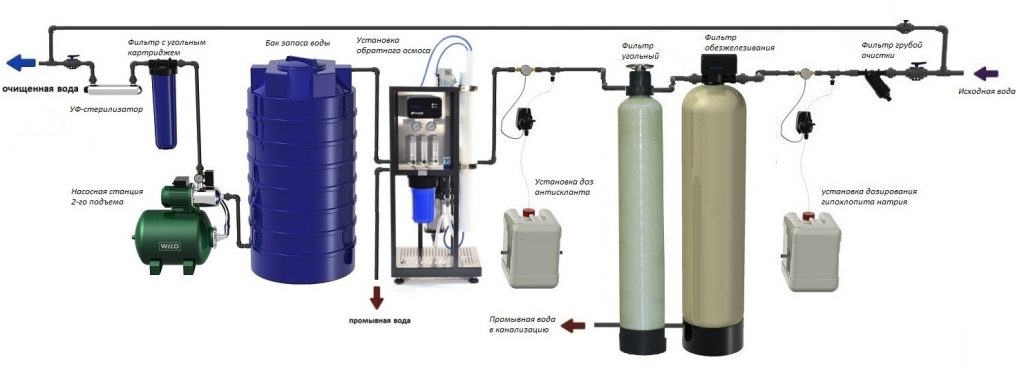 Фильтр с угольным
картриджем
Бак запаса воды
Установка
обратного осмоса
Фильтр
угольный
Фильтр
обезжелезивания
Фильтр грубой
очистки
очищенная вода
УФ-стерилизатор
Исходная вода
Насосная станция
2-го подъема
WILO
Установка доз
антискланта
установка дозирования
гипохлопита натрия
промывная вода
Промывная вода
в канализацию